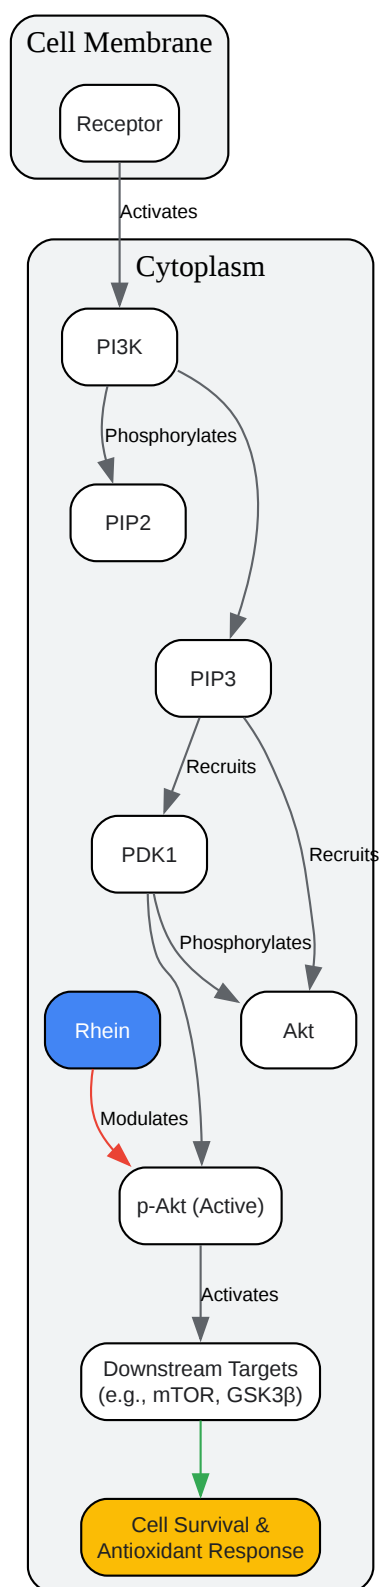 Cell Membrane
Receptor
Activates
Cytoplasm
PI3K
Phosphorylates
PIP2
PIP3
Recruits
PDK1
Recruits
Phosphorylates
Rhein
Akt
Modulates
p-Akt (Active)
Activates
Downstream Targets
(e.g., mTOR, GSK3β)
Cell Survival &
Antioxidant Response